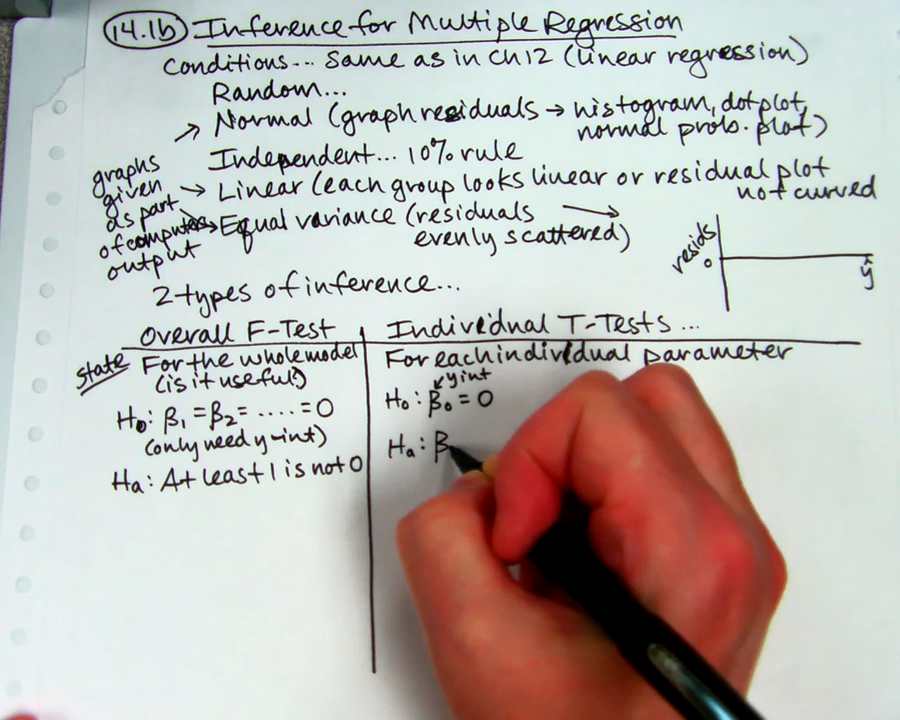 14.1b Inference for Multiple Regression
Conditions... Same as in Ch 12 (linear regression)
Random...
Normal (graph residuals → histogram, dotplot,
normal prob. plot)
Independent... 10% rule
Linear (each group looks linear or residual plot
not curved
Equal variance (residuals
evenly scattered)
graphs
given
as part
of computer
output
resids
0
ŷ
2 types of inference...
Overall F-Test
state For the whole model
(is it useful?)
H₀: β₁ = β₂ = ..... = 0
(only need y-int)
Ha: At least 1 is not 0
Individual T-Tests ...
For each individual parameter
y int
H₀: β₀ = 0
Ha: β